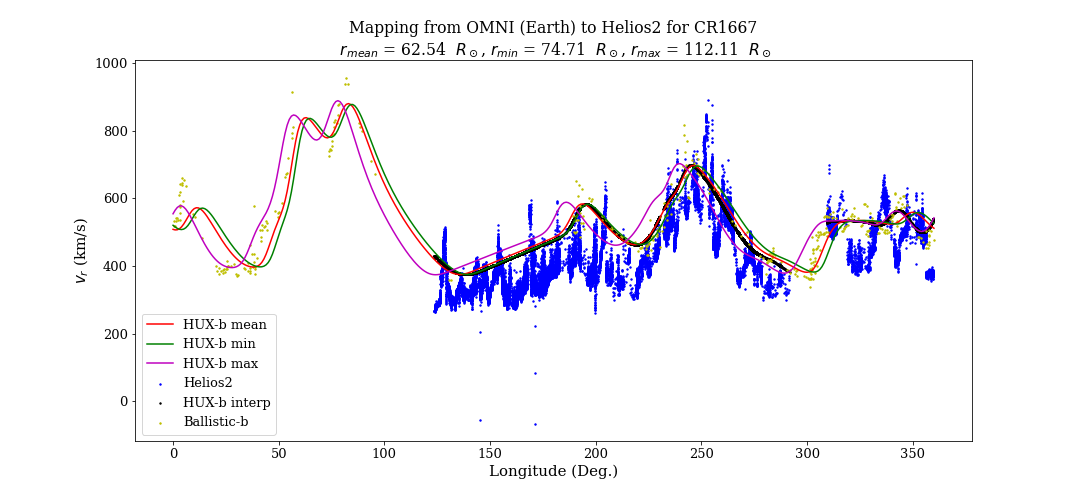 Mapping from OMNI (Earth) to Helios2 for CR1667
r_mean = 62.54 R_⊙, r_min = 74.71 R_⊙, r_max = 112.11 R_⊙
1000
800
600
400
200
0
v_r (km/s)
HUX-b mean
HUX-b min
HUX-b max
Helios2
HUX-b interp
Ballistic-b
0 50 100 150 200 250 300 350
Longitude (Deg.)